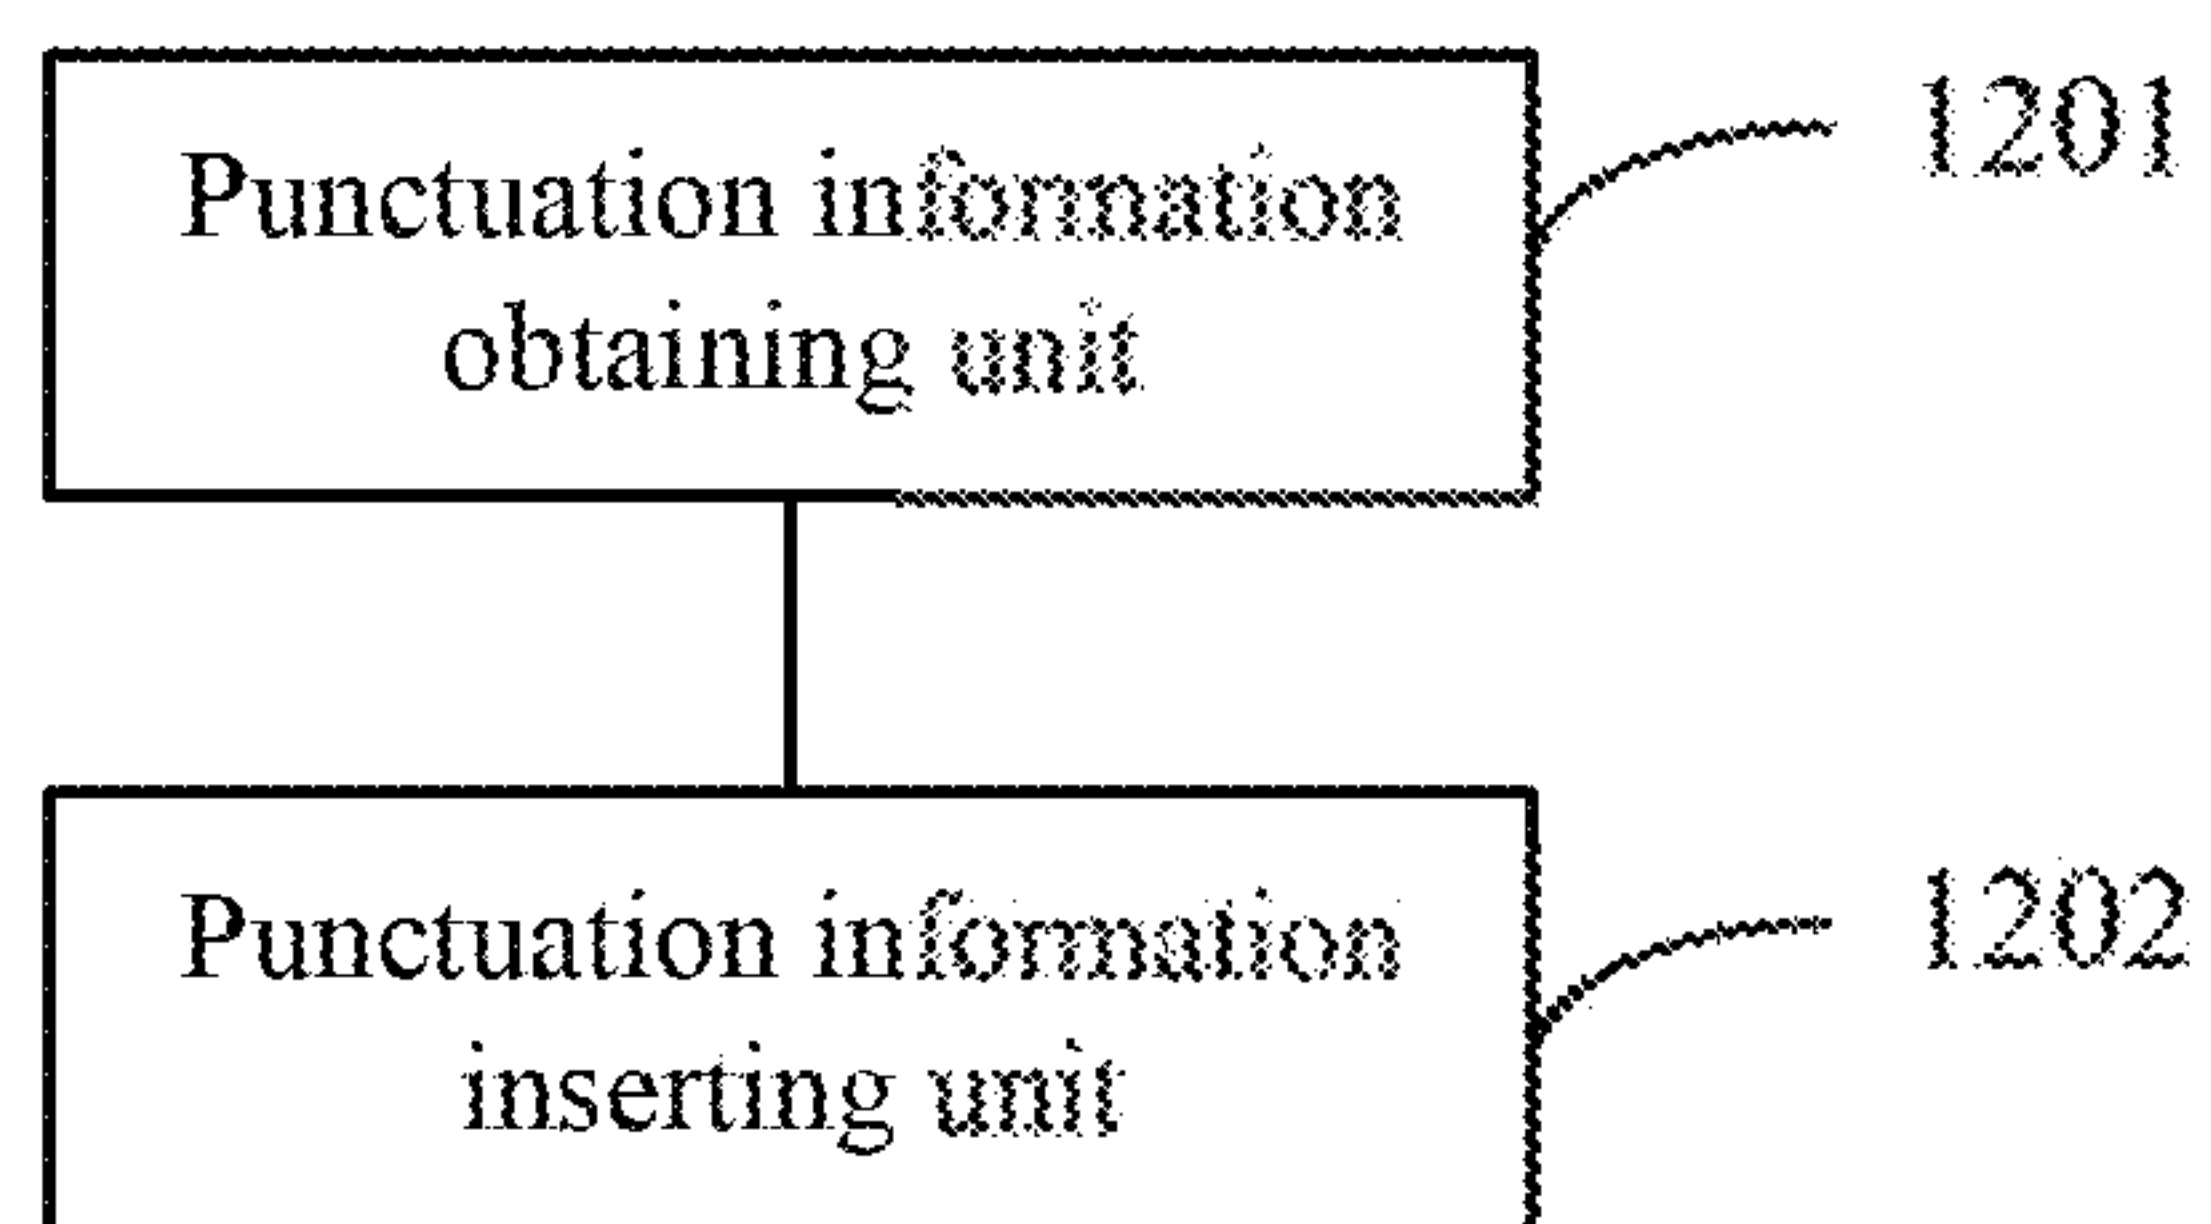 Punctuation information
obtaining unit
1201
Punctuation information
inserting unit
1202